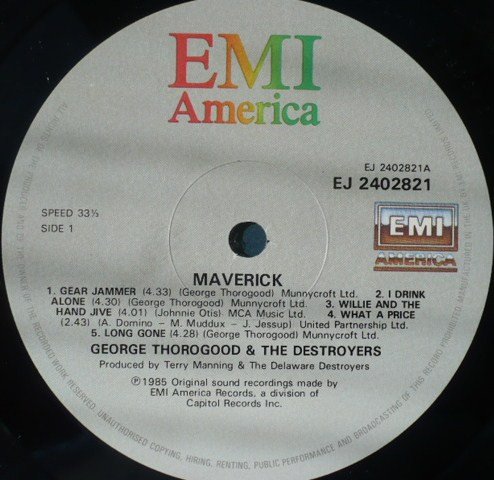 EMI
America
EJ 2402821A
EJ 2402821
SPEED 33⅓
SIDE 1
EMI
AMERICA
MAVERICK
1. GEAR JAMMER (4.33) (George Thorogood) Munnycroft Ltd. 2. I DRINK
ALONE (4.30) (George Thorogood) Munnycroft Ltd. 3. WILLIE AND THE
HAND JIVE (4.01) (Johnnie Otis) MCA Music Ltd. 4. WHAT A PRICE
(2.43) (A. Domino - M. Muddux - J. Jessup) United Partnership Ltd.
5. LONG GONE (4.28) (George Thorogood) Munnycroft Ltd.
GEORGE THOROGOOD & THE DESTROYERS
Produced by Terry Manning & The Delaware Destroyers
℗ 1985 Original sound recordings made by
EMI America Records, a division of
Capitol Records Inc.
OF THE RECORDED WORK RESERVED. UNAUTHORISED COPYING, HIRING, RENTING, PUBLIC PERFORMANCE AND BROADCASTING OF THIS RECORD PROHIBITED